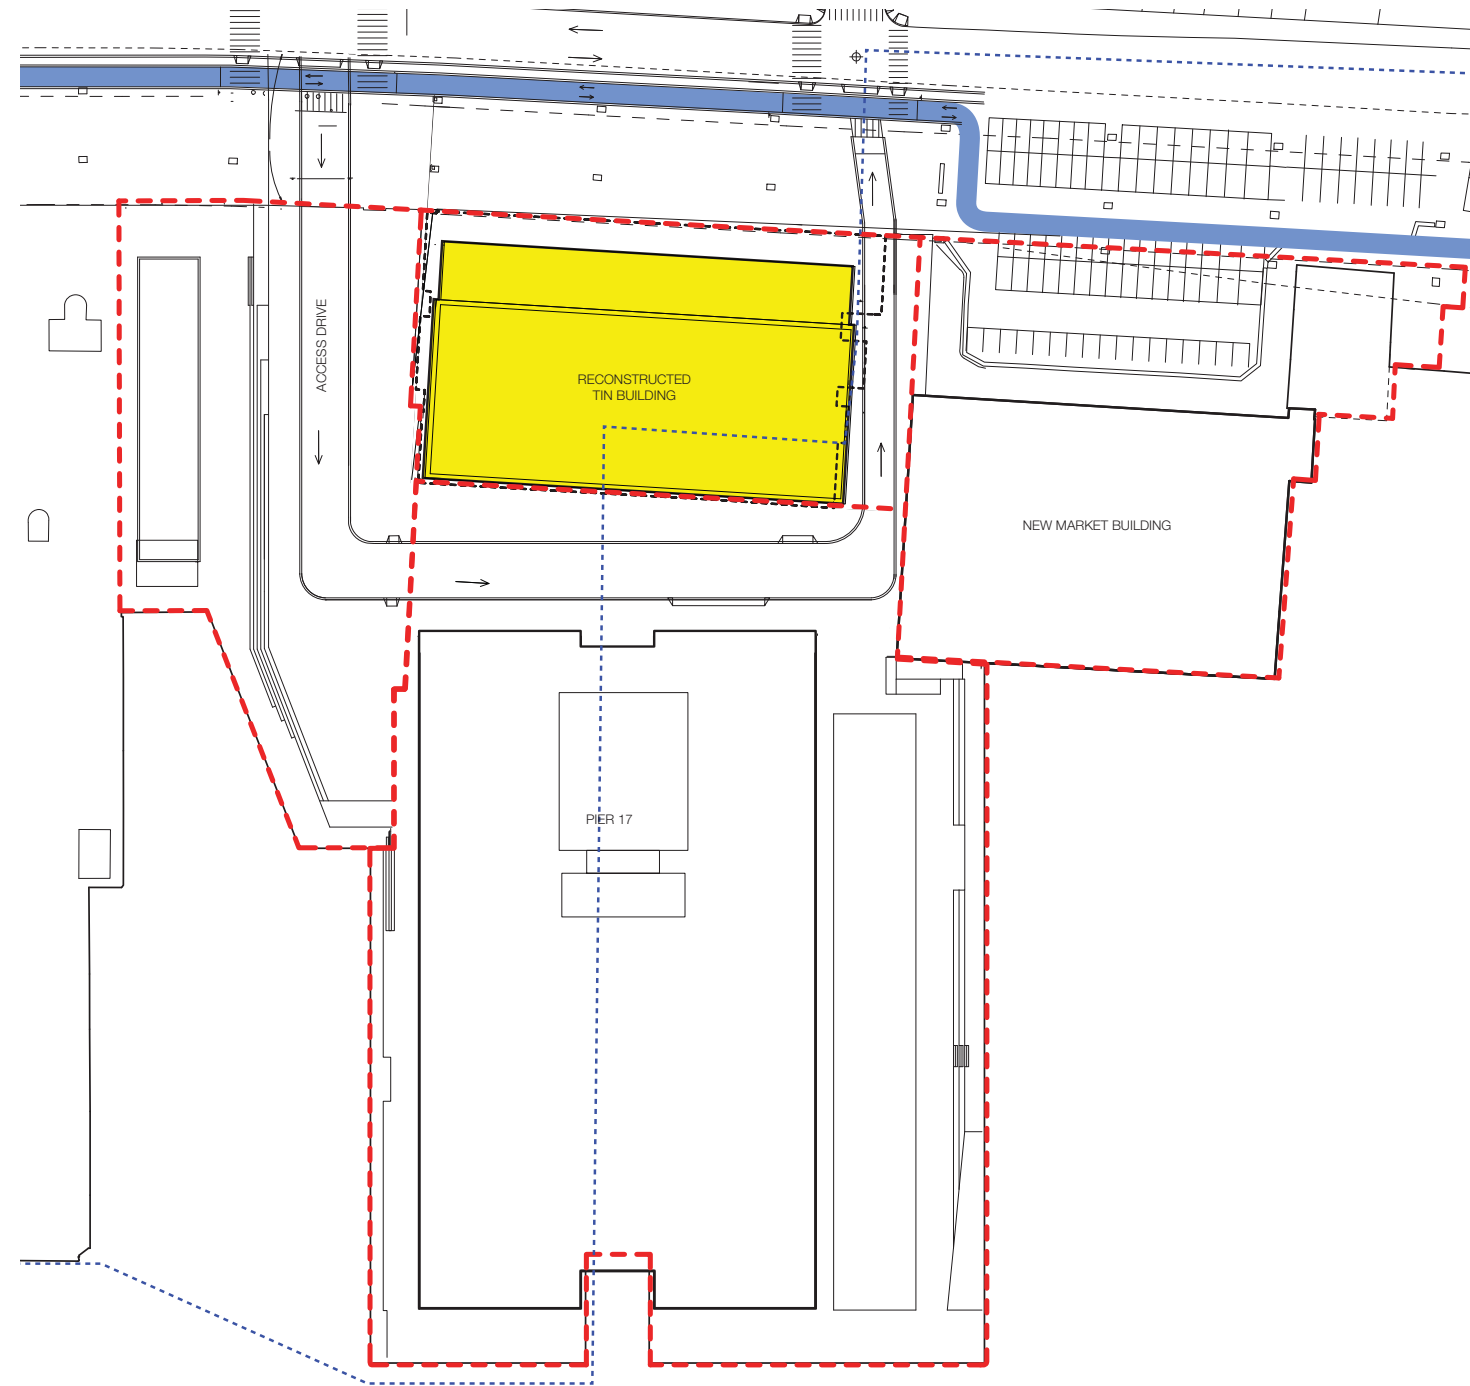 ACCESS DRIVE
RECONSTRUCTED
TIN BUILDING
NEW MARKET BUILDING
PIER 17